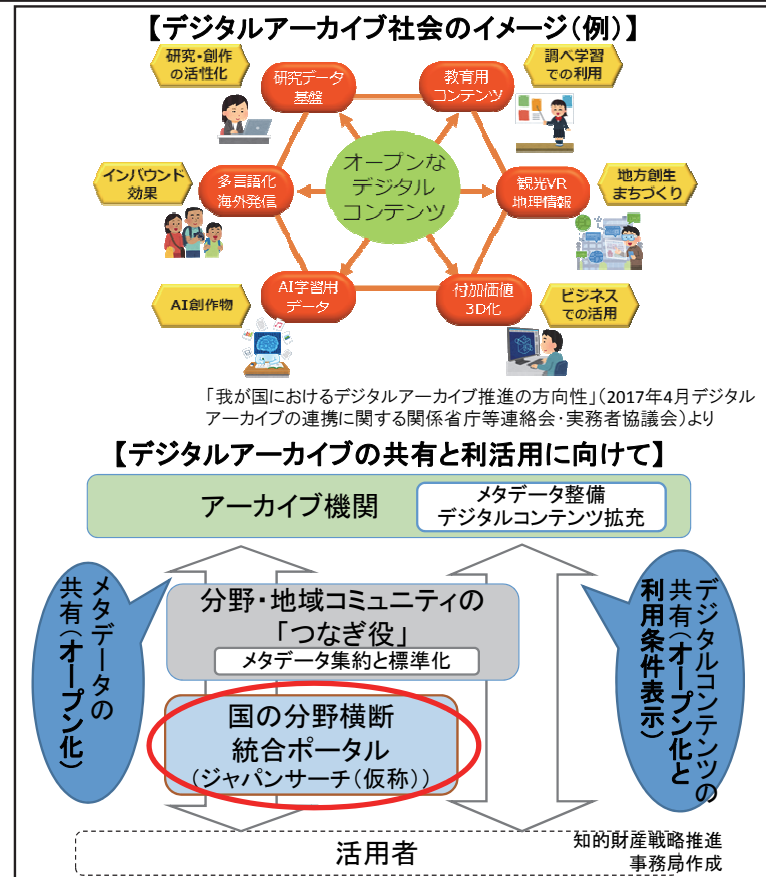 【デジタルアーカイブ社会のイメージ(例)】
研究・創作
の活性化
研究データ
基盤
教育用
コンテンツ
調べ学習
での利用
インバウンド
効果
多言語化
海外発信
オープンな
デジタル
コンテンツ
観光VR
地理情報
地方創生
まちづくり
AI創作物
AI学習用
データ
付加価値
3D化
ビジネス
での活用
「我が国におけるデジタルアーカイブ推進の方向性」(2017年4月デジタル
アーカイブの連携に関する関係省庁等連絡会・実務者協議会)より
【デジタルアーカイブの共有と利活用に向けて】
アーカイブ機関
メタデータ整備
デジタルコンテンツ拡充
メタデータの
共有(オープン化)
分野・地域コミュニティの
「つなぎ役」
メタデータ集約と標準化
国の分野横断
統合ポータル
(ジャパンサーチ(仮称))
デジタルコンテンツの
共有(オープン化と
利用条件表示)
活用者
知的財産戦略推進
事務局作成